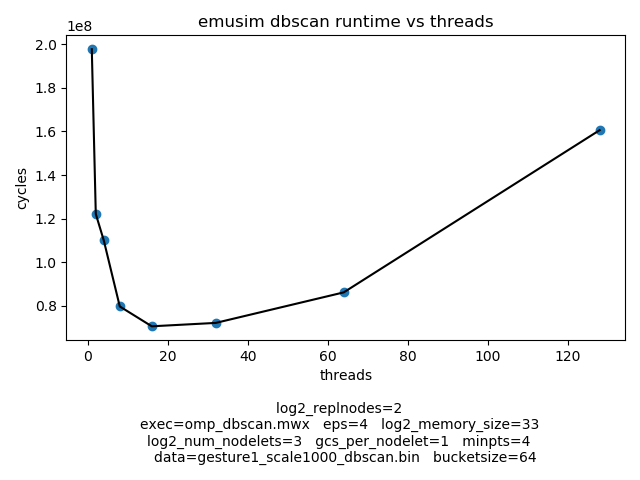 emusim dbscan runtime vs threads
1e8
2.0
1.8
1.6
1.4
1.2
1.0
0.8
cycles
0 20 40 60 80 100 120
threads
log2_replnodes=2
exec=omp_dbscan.mwx eps=4 log2_memory_size=33
log2_num_nodelets=3 gcs_per_nodelet=1 minpts=4
data=gesture1_scale1000_dbscan.bin bucketsize=64